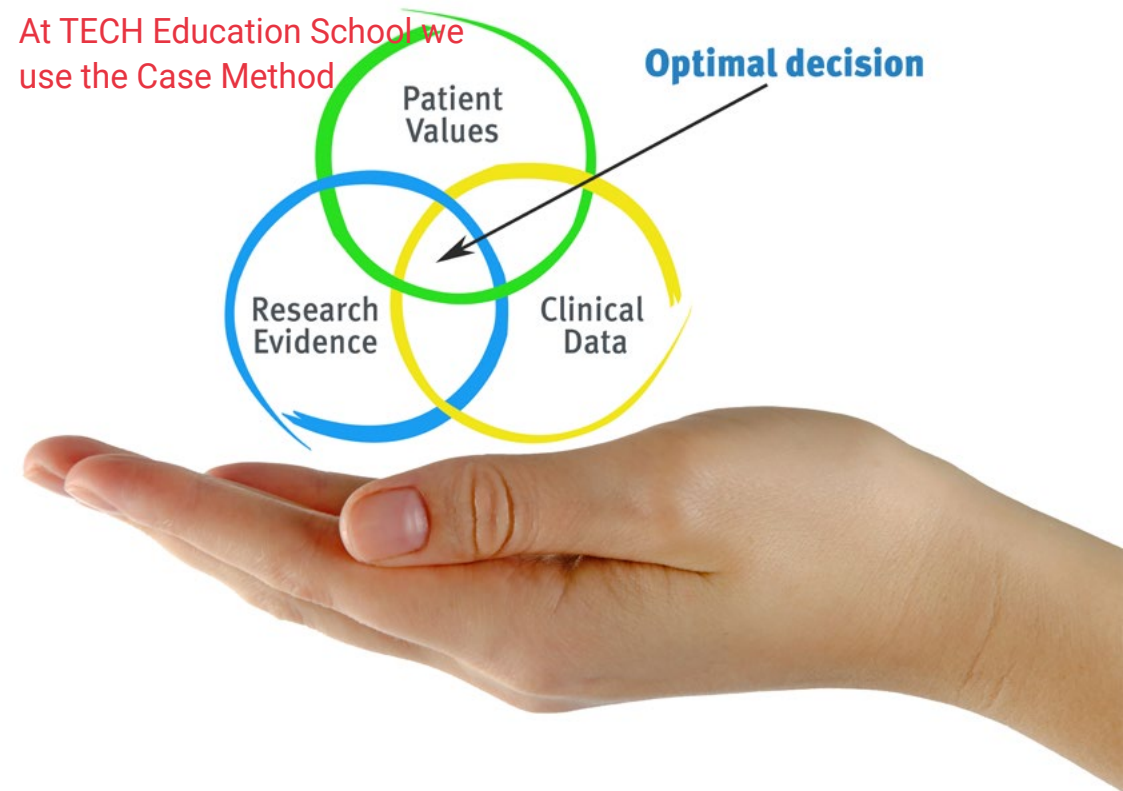 At TECH Education School we
use the Case Method
Optimal decision
Patient
Values
Research
Evidence
Clinical
Data